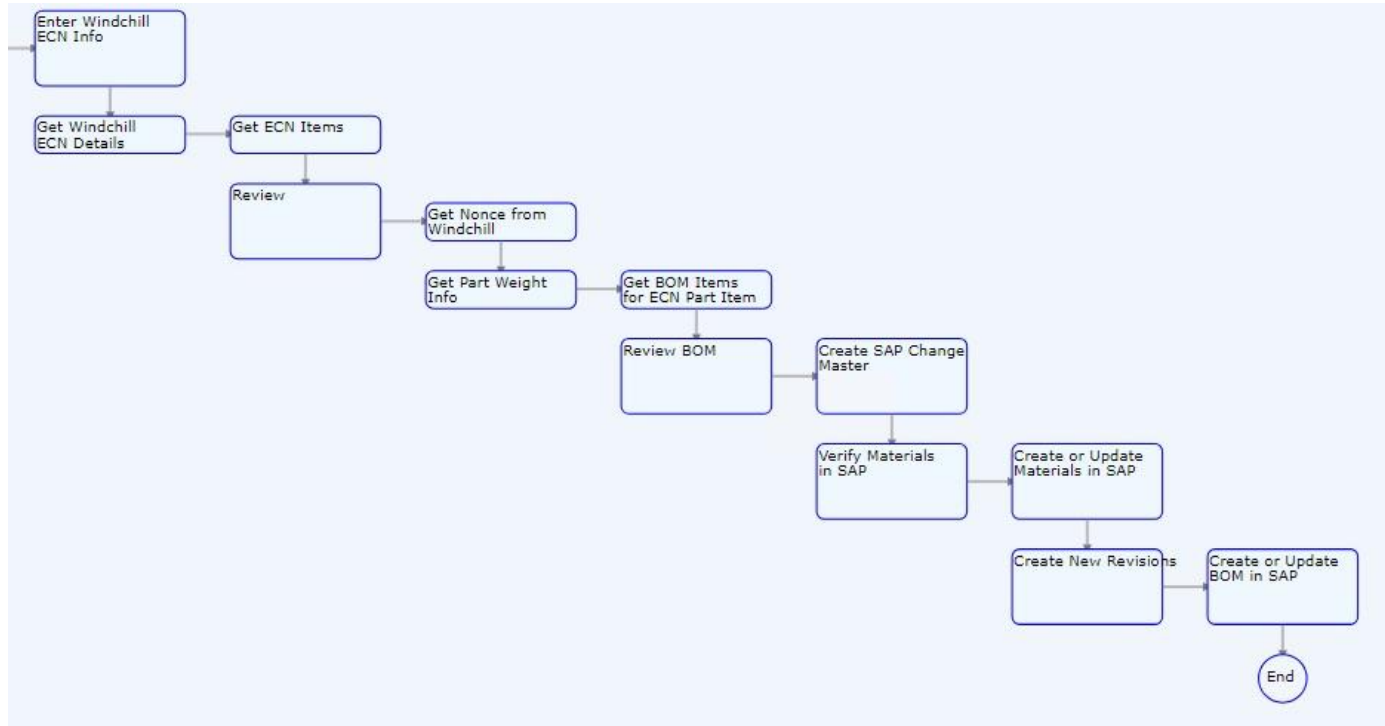 Enter Windchill
ECN Info
Get Windchill
ECN Details
Get ECN Items
Review
Get Nonce from
Windchill
Get Part Weight
Info
Get BOM Items
for ECN Part Item
Review BOM
Create SAP Change
Master
Verify Materials
in SAP
Create or Update
Materials in SAP
Create New Revisions
Create or Update
BOM in SAP
End